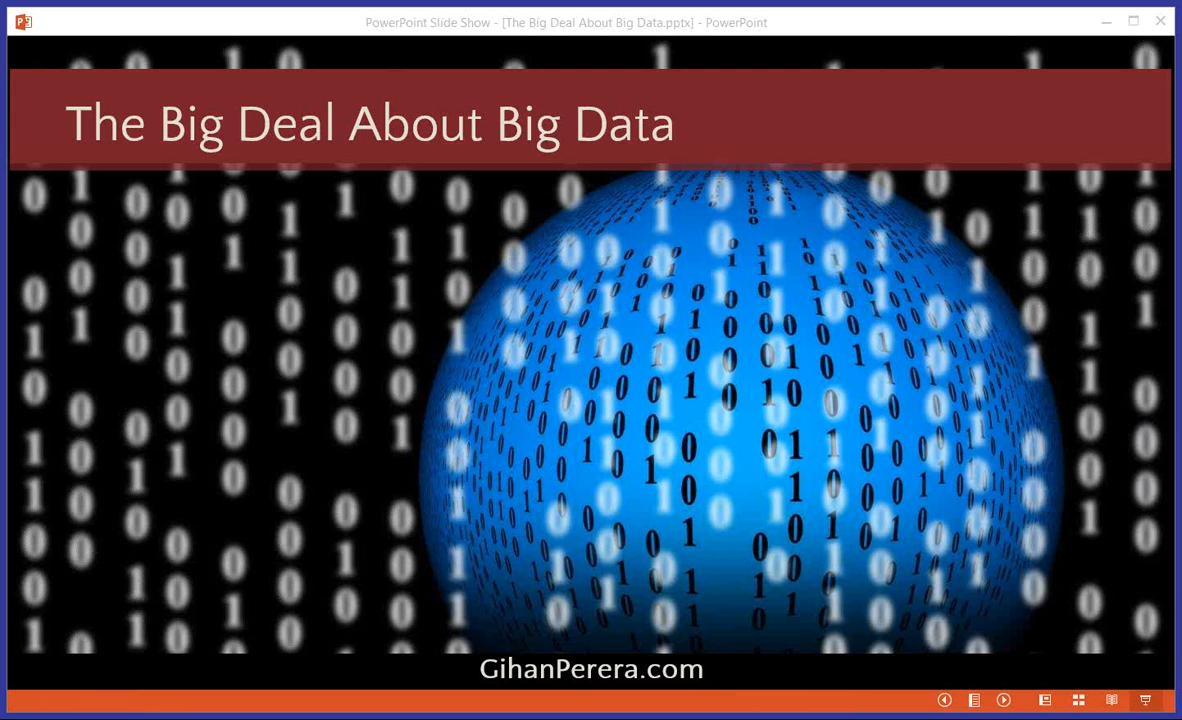 PowerPoint Slide Show - [The Big Deal About Big Data.pptx] - PowerPoint
The Big Deal About Big Data
GihanPerera.com